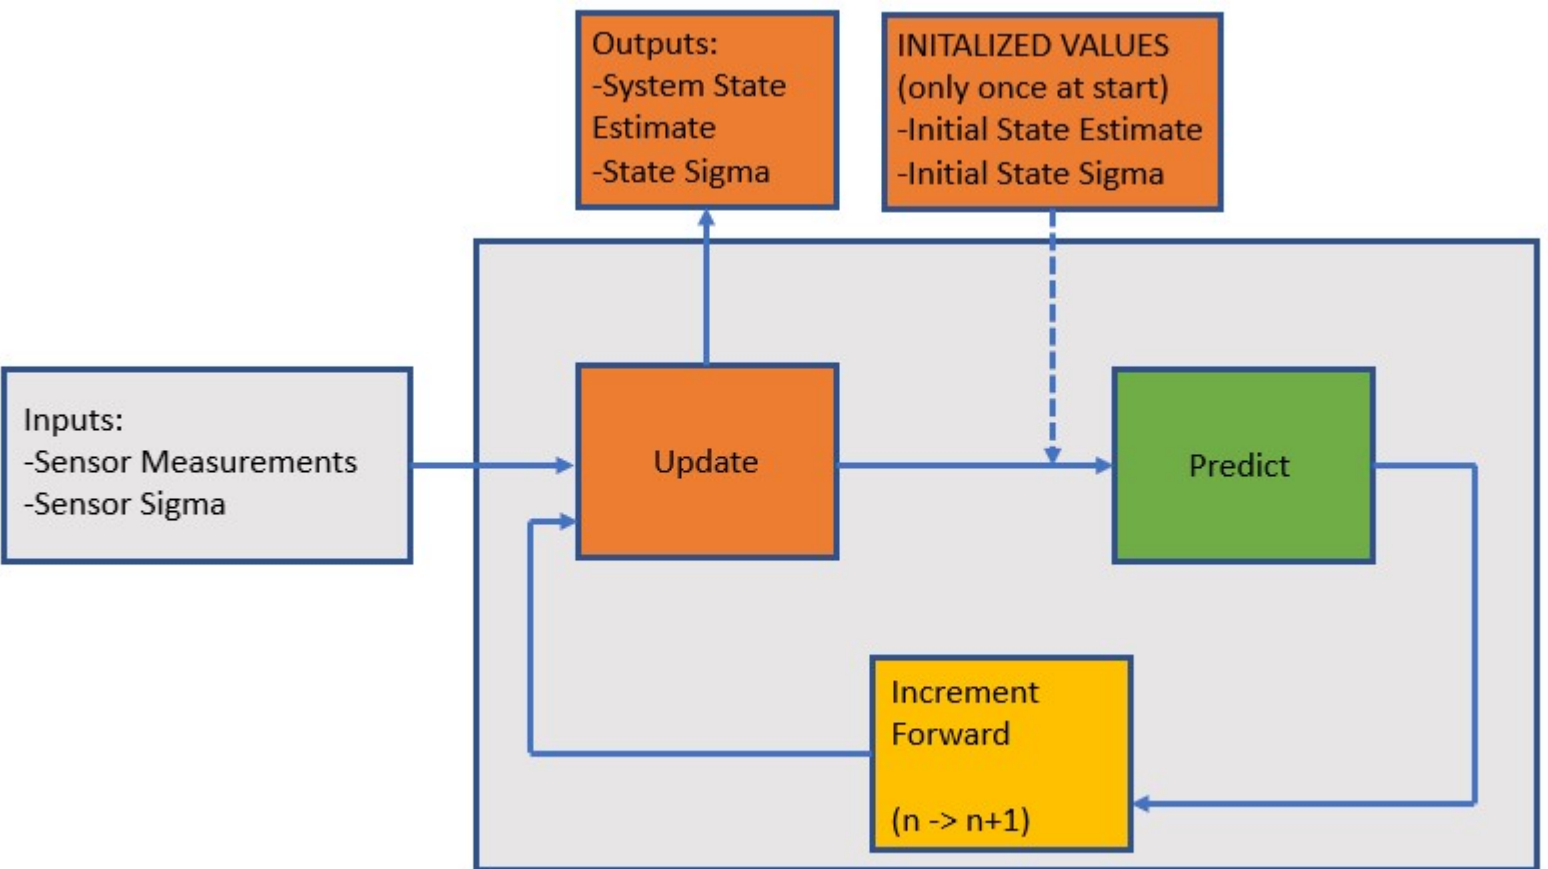 Outputs:
-System State
Estimate
-State Sigma
INITALIZED VALUES
(only once at start)
-Initial State Estimate
-Initial State Sigma
Inputs:
-Sensor Measurements
-Sensor Sigma
Update
Predict
Increment
Forward
(n -> n+1)